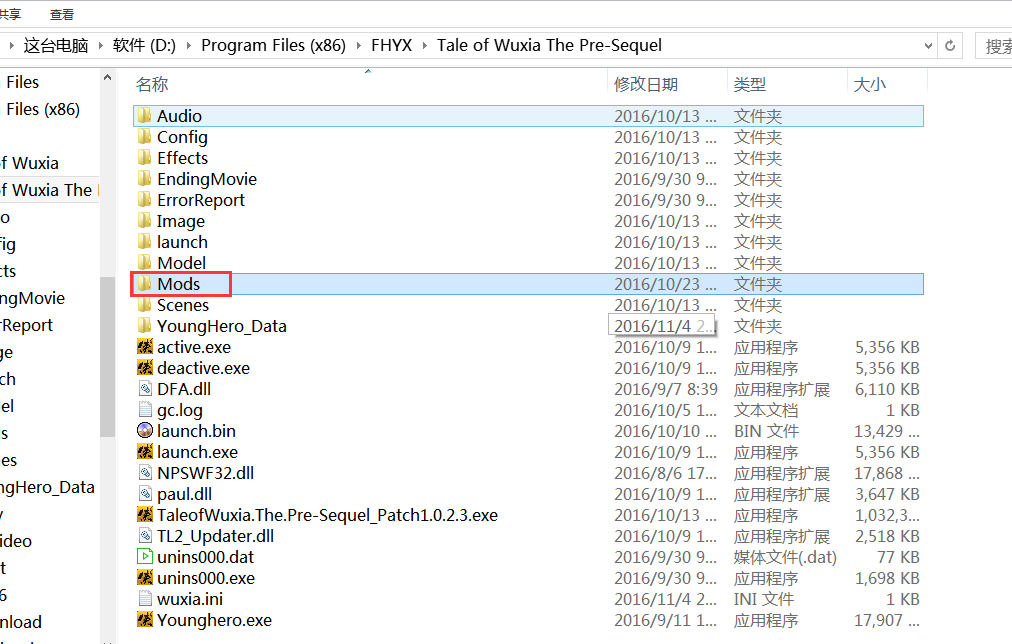 共享 查看
这台电脑 软件 (D:) Program Files (x86) FHYX Tale of Wuxia The Pre-Sequel 搜索
Files
Files (x86)
of Wuxia
of Wuxia The
o
fig
cts
ndingMovie
rReport
ge
ch
el
s
es
ngHero_Data
ideo
t
6
nload
名称 修改日期 类型 大小
Audio 2016/10/13 ... 文件夹
Config 2016/10/13 ... 文件夹
Effects 2016/10/13 ... 文件夹
EndingMovie 2016/9/30 9... 文件夹
ErrorReport 2016/9/30 9... 文件夹
Image 2016/10/13 ... 文件夹
launch 2016/10/13 ... 文件夹
Model 2016/10/13 ... 文件夹
Mods 2016/10/23 ... 文件夹
Scenes 2016/10/13 ... 文件夹
YoungHero_Data 2016/11/4 2... 文件夹
active.exe 2016/10/9 1... 应用程序 5,356 KB
deactive.exe 2016/10/9 1... 应用程序 5,356 KB
DFA.dll 2016/9/7 8:39 应用程序扩展 6,110 KB
gc.log 2016/10/5 1... 文本文档 1 KB
launch.bin 2016/10/10 ... BIN 文件 13,429 ...
launch.exe 2016/10/9 1... 应用程序 5,356 KB
NPSWF32.dll 2016/8/6 17... 应用程序扩展 17,868 ...
paul.dll 2016/10/9 1... 应用程序扩展 3,647 KB
TaleofWuxia.The.Pre-Sequel_Patch1.0.2.3.exe 2016/10/13 ... 应用程序 1,032,3...
TL2_Updater.dll 2016/10/9 1... 应用程序扩展 2,518 KB
unins000.dat 2016/9/30 9... 媒体文件(.dat) 77 KB
unins000.exe 2016/9/30 9... 应用程序 1,698 KB
wuxia.ini 2016/11/4 2... INI 文件 1 KB
Younghero.exe 2016/9/11 1... 应用程序 17,907 ...